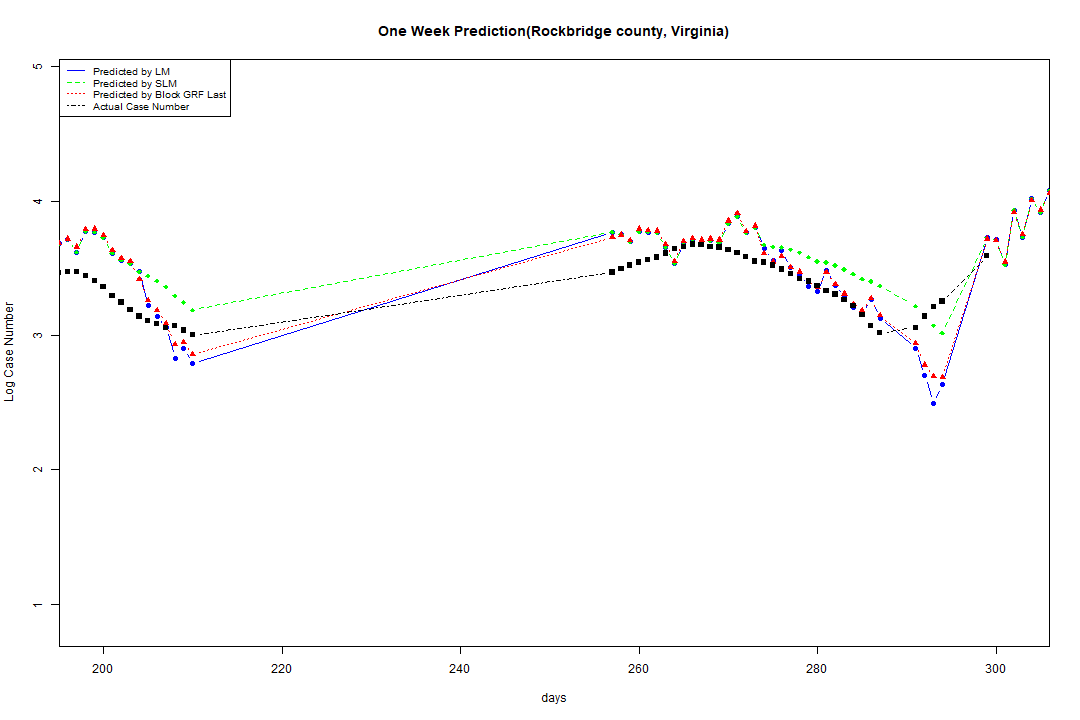 One Week Prediction(Rockbridge county, Virginia)
Predicted by LM
Predicted by SLM
Predicted by Block GRF Last
Actual Case Number
5
4
3
2
1
Log Case Number
200 220 240 260 280 300
days